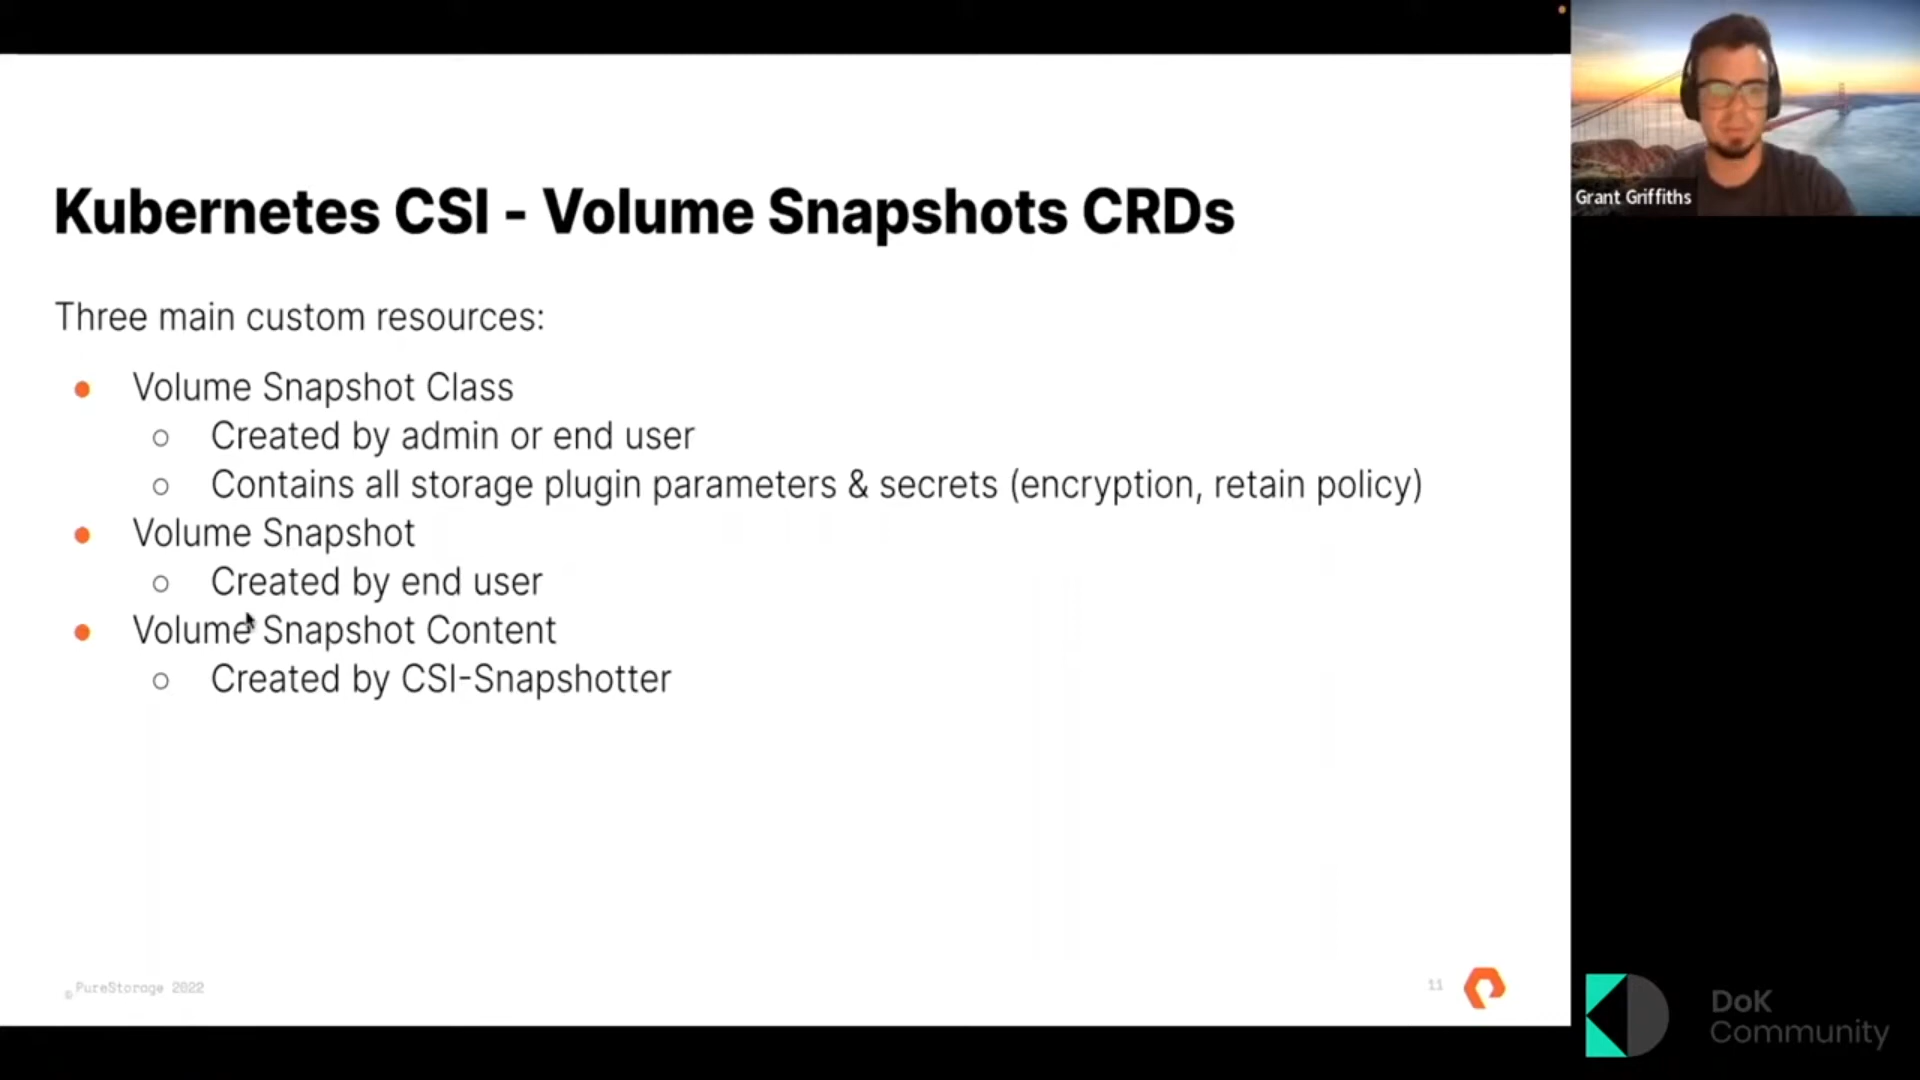 Kubernetes CSI - Volume Snapshots CRDs
Three main custom resources:
● Volume Snapshot Class
○ Created by admin or end user
○ Contains all storage plugin parameters & secrets (encryption, retain policy)
● Volume Snapshot
○ Created by end user
● Volume Snapshot Content
○ Created by CSI-Snapshotter
© PureStorage 2022
11
Grant Griffiths
DoK
Community